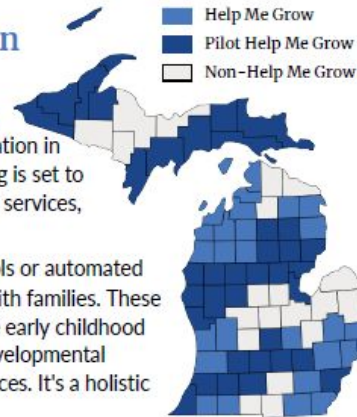 n
Help Me Grow
Pilot Help Me Grow
Non-Help Me Grow
ation in
g is set to
services,
ols or automated
ith families. These
e early childhood
velopmental
ces. It's a holistic